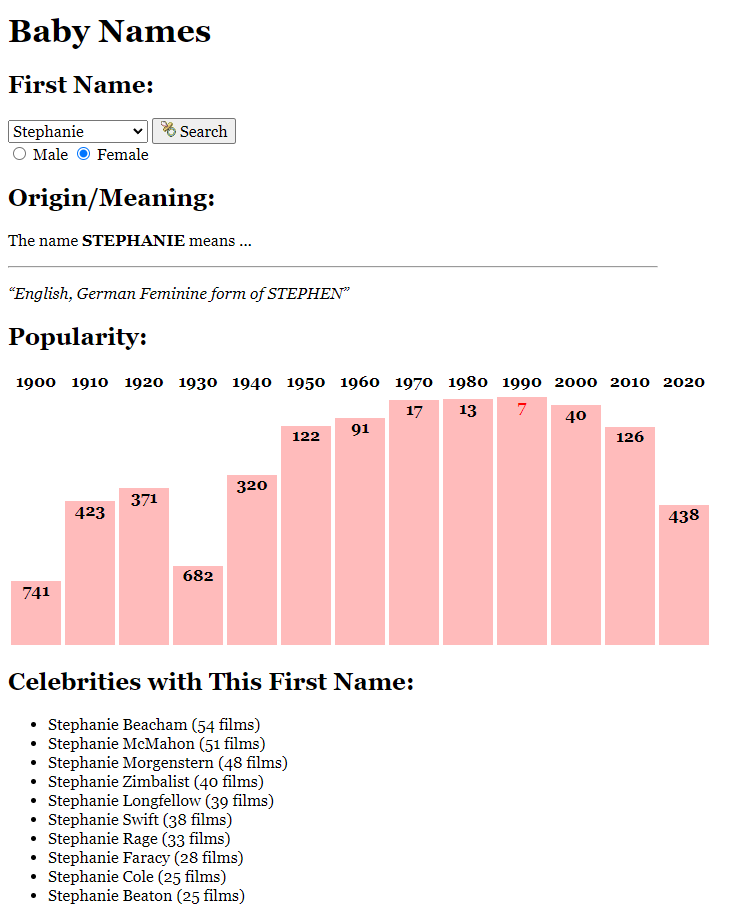 Baby Names
First Name:
Stephanie Search
Male Female
Origin/Meaning:
The name STEPHANIE means ...
“English, German Feminine form of STEPHEN”
Popularity:
1900 1910 1920 1930 1940 1950 1960 1970 1980 1990 2000 2010 2020
741 423 371 682 320 122 91 17 13 7 40 126 438
Celebrities with This First Name:
• Stephanie Beacham (54 films)
• Stephanie McMahon (51 films)
• Stephanie Morgenstern (48 films)
• Stephanie Zimbalist (40 films)
• Stephanie Longfellow (39 films)
• Stephanie Swift (38 films)
• Stephanie Rage (33 films)
• Stephanie Faracy (28 films)
• Stephanie Cole (25 films)
• Stephanie Beaton (25 films)